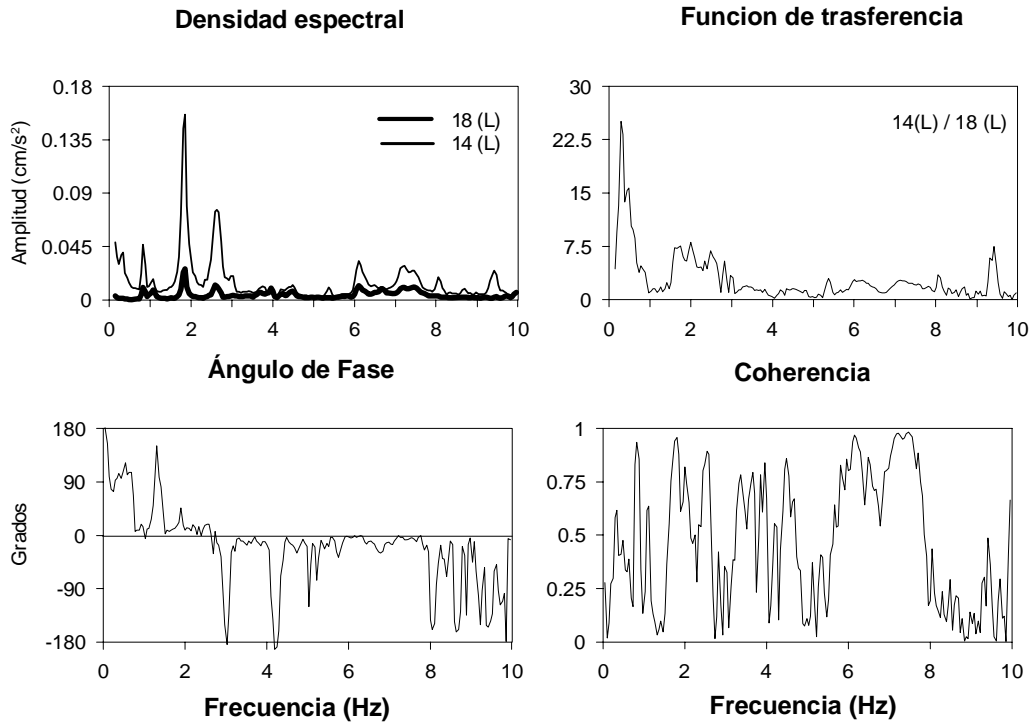 Densidad espectral
Funcion de trasferencia
0.18
0.135
0.09
0.045
0
Amplitud (cm/s²)
18 (L)
14 (L)
0 2 4 6 8 10
30
22.5
15
7.5
0
14(L) / 18 (L)
0 2 4 6 8 10
Ángulo de Fase
Coherencia
180
90
0
-90
-180
Grados
0 2 4 6 8 10
Frecuencia (Hz)
1
0.75
0.5
0.25
0
0 2 4 6 8 10
Frecuencia (Hz)